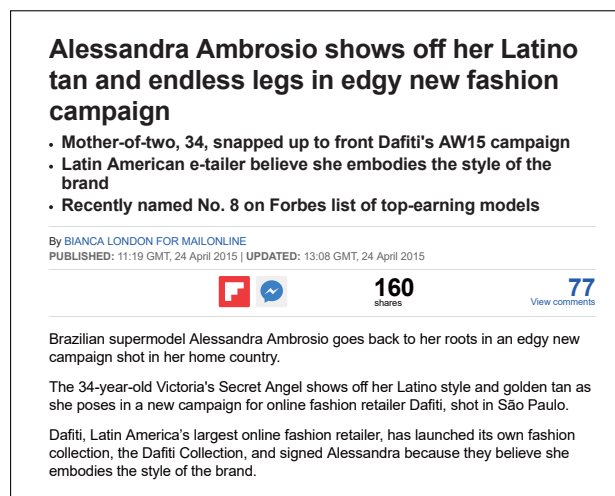 Alessandra Ambrosio shows off her Latino
tan and endless legs in edgy new fashion
campaign
• Mother-of-two, 34, snapped up to front Dafiti's AW15 campaign
• Latin American e-tailer believe she embodies the style of the
brand
• Recently named No. 8 on Forbes list of top-earning models
By BIANCA LONDON FOR MAILONLINE
PUBLISHED: 11:19 GMT, 24 April 2015 | UPDATED: 13:08 GMT, 24 April 2015
160
shares
77
View comments
Brazilian supermodel Alessandra Ambrosio goes back to her roots in an edgy new
campaign shot in her home country.
The 34-year-old Victoria's Secret Angel shows off her Latino style and golden tan as
she poses in a new campaign for online fashion retailer Dafiti, shot in São Paulo.
Dafiti, Latin America’s largest online fashion retailer, has launched its own fashion
collection, the Dafiti Collection, and signed Alessandra because they believe she
embodies the style of the brand.